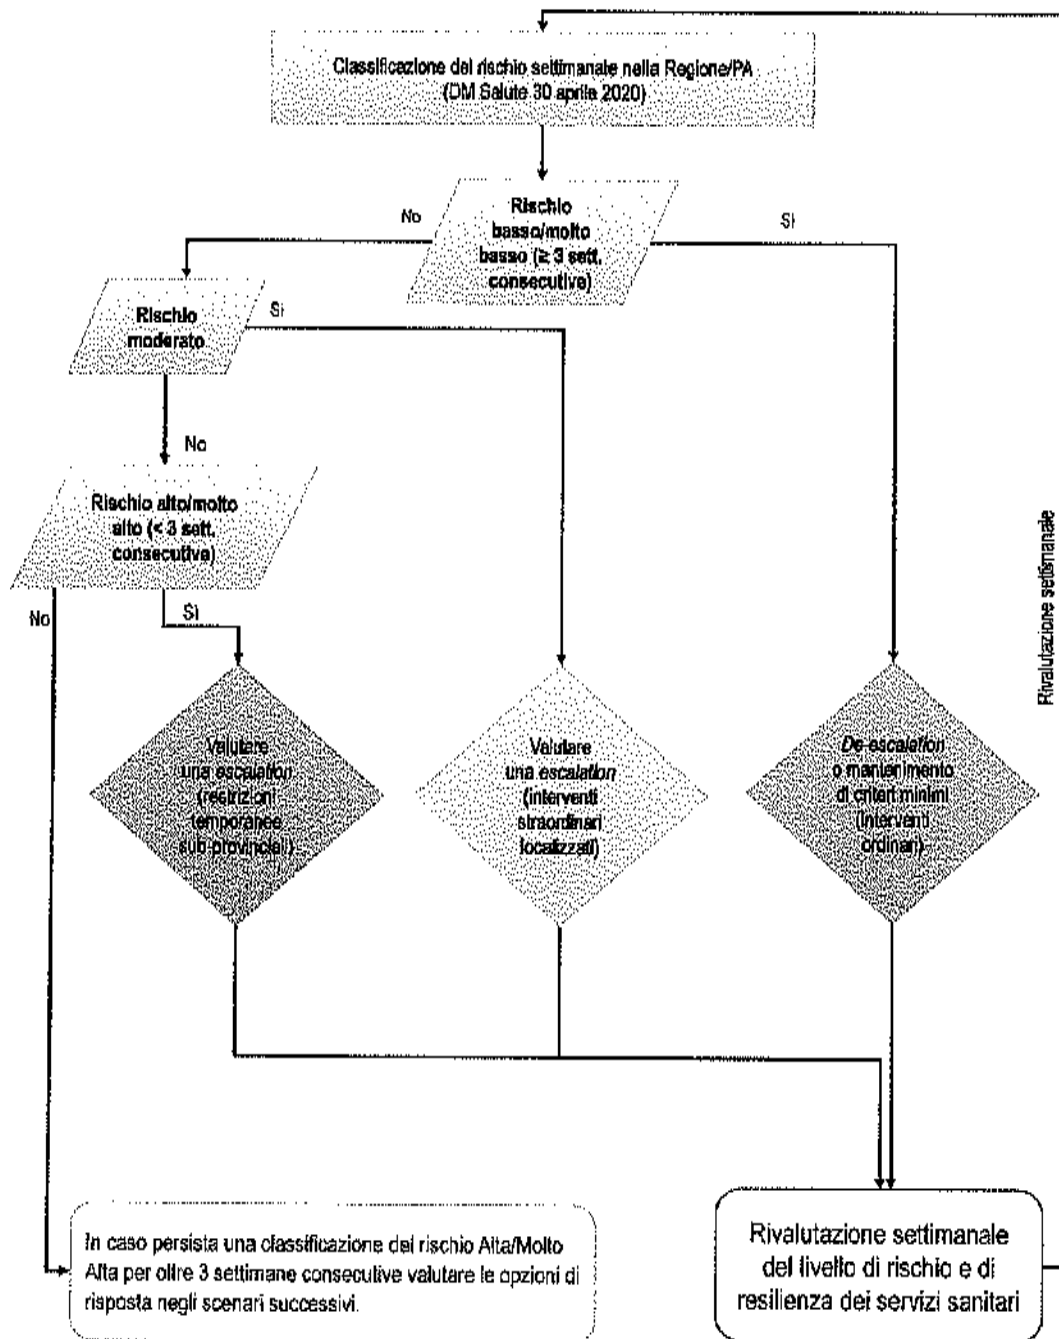 Classificazione del rischio settimanale nella Regione/PA
(DM Salute 30 aprile 2020)
Rischio
basso/molto
basso (≥ 3 sett.
consecutive)
No
Sì
Rischio
moderato
Sì
No
Rischio alto/molto
alto (< 3 sett.
consecutive)
No
Sì
Valutare
una escalation
(restrizioni
temporanee
sub-provinciali)
Valutare
una escalation
(interventi
straordinari
localizzati)
De-escalation
o mantenimento
di criteri minimi
(interventi
ordinari)
Rivalutazione settimanale
In caso persista una classificazione del rischio Alta/Molto
Alta per oltre 3 settimane consecutive valutare le opzioni di
risposta negli scenari successivi.
Rivalutazione settimanale
del livello di rischio e di
resilienza dei servizi sanitari